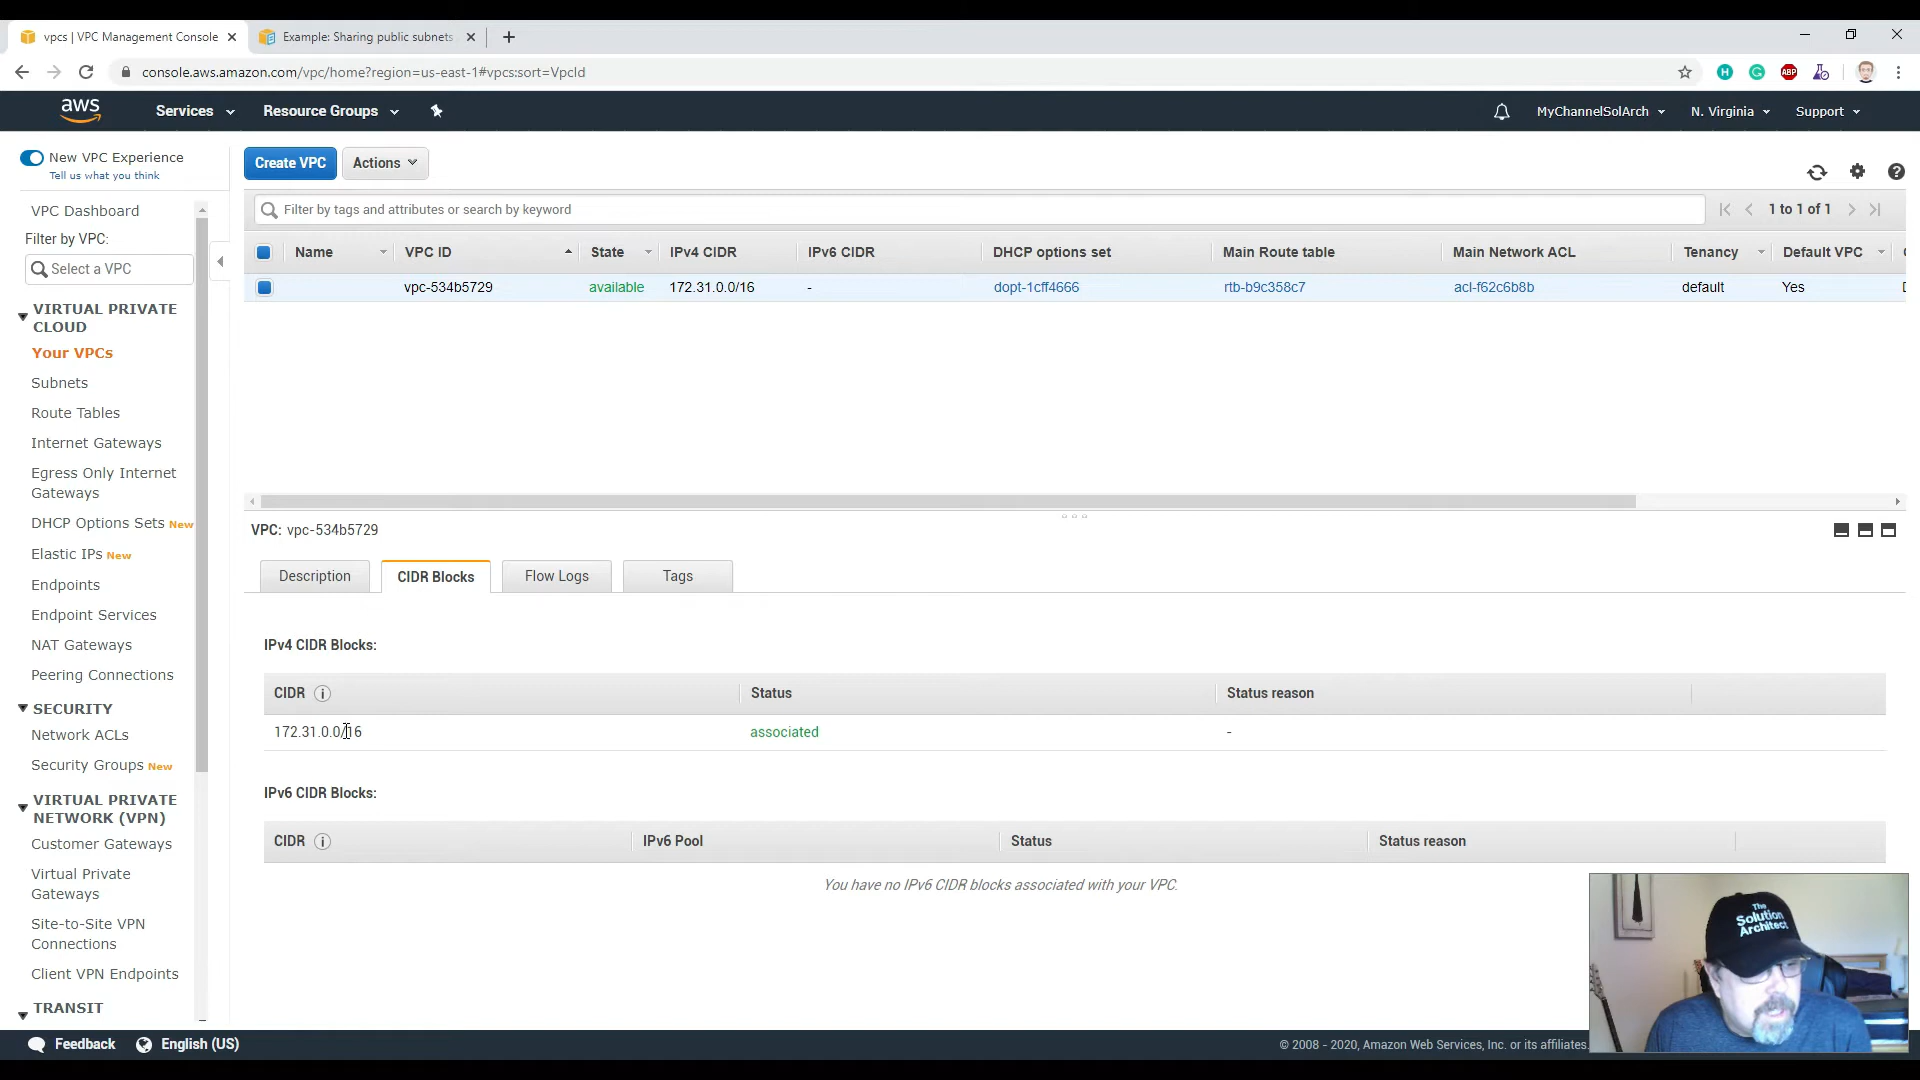 vpcs | VPC Management Console
Example: Sharing public subnets
console.aws.amazon.com/vpc/home?region=us-east-1#vpcs:sort=VpcId
H
G
ABP
aws
Services
Resource Groups
MyChannelSolArch
N. Virginia
Support
New VPC Experience
Tell us what you think
Create VPC
Actions
VPC Dashboard
Filter by VPC:
Select a VPC
Filter by tags and attributes or search by keyword
1 to 1 of 1
Name
VPC ID
State
IPv4 CIDR
IPv6 CIDR
DHCP options set
Main Route table
Main Network ACL
Tenancy
Default VPC
vpc-534b5729
available
172.31.0.0/16
-
dopt-1cff4666
rtb-b9c358c7
acl-f62c6b8b
default
Yes
VIRTUAL PRIVATE
CLOUD
Your VPCs
Subnets
Route Tables
Internet Gateways
Egress Only Internet
Gateways
DHCP Options Sets New
Elastic IPs New
Endpoints
Endpoint Services
NAT Gateways
Peering Connections
SECURITY
Network ACLs
Security Groups New
VIRTUAL PRIVATE
NETWORK (VPN)
Customer Gateways
Virtual Private
Gateways
Site-to-Site VPN
Connections
Client VPN Endpoints
TRANSIT
VPC: vpc-534b5729
Description
CIDR Blocks
Flow Logs
Tags
IPv4 CIDR Blocks:
CIDR
Status
Status reason
172.31.0.0/16
associated
-
IPv6 CIDR Blocks:
CIDR
IPv6 Pool
Status
Status reason
You have no IPv6 CIDR blocks associated with your VPC.
The
Solution
Architect
Feedback
English (US)
© 2008 - 2020, Amazon Web Services, Inc. or its affiliates.